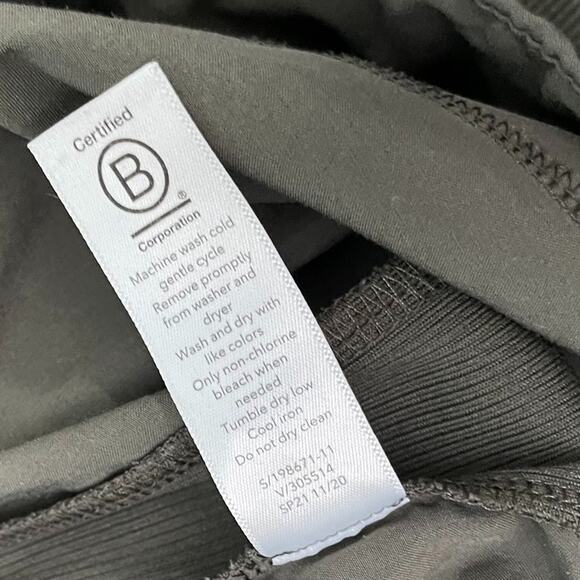 Certified
B
®
Corporation
Machine wash cold
gentle cycle
Remove promptly
from washer and
dryer
Wash and dry with
like colors
Only non-chlorine
bleach when
needed
Tumble dry low
Cool iron
Do not dry clean
S/198671-11
V/305514
SP21 11/20